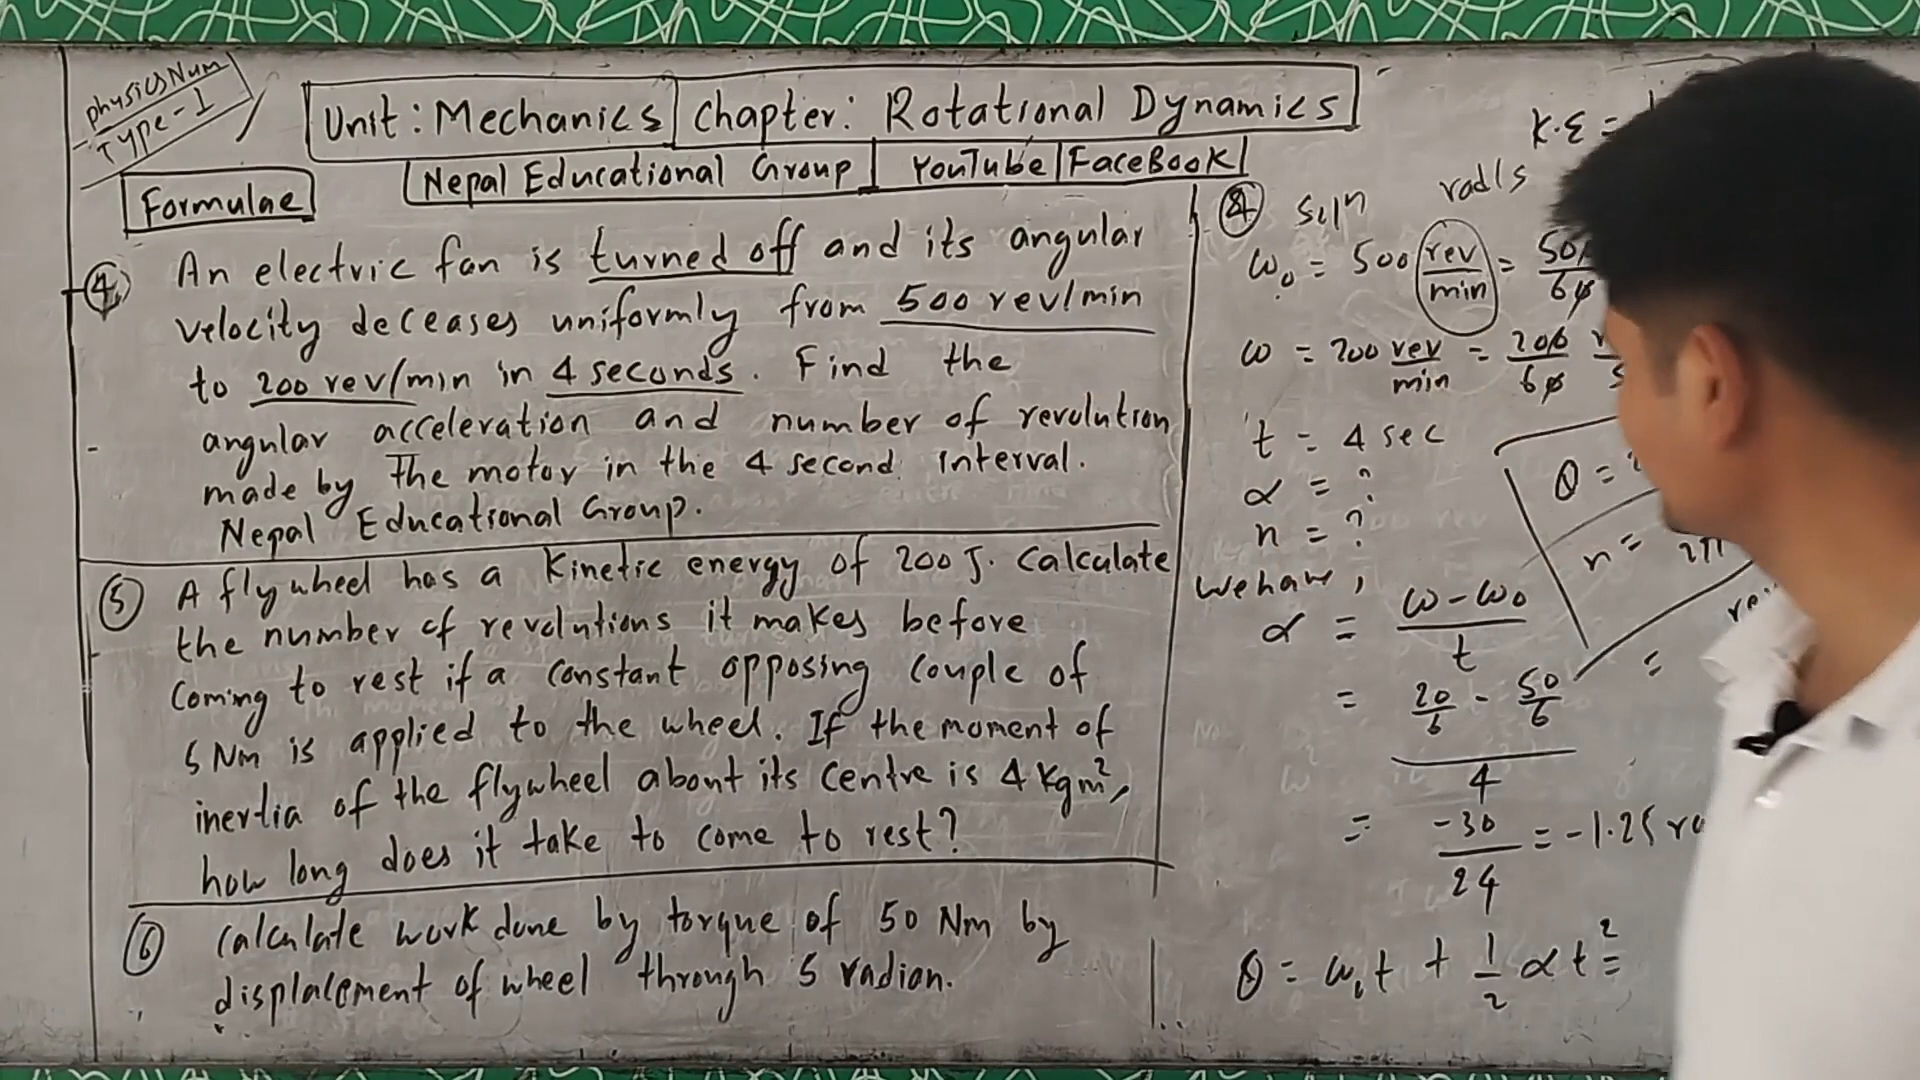 physics Num
Type-1
Unit: Mechanics Chapter: Rotational Dynamics
Nepal Educational Group YouTube FaceBook
Formulae
④ An electric fan is turned off and its angular
velocity deceases uniformly from 500 rev/min
to 200 rev/min in 4 seconds. Find the
angular acceleration and number of revolution
made by the motor in the 4 second interval.
Nepal Educational Group.
⑤ A flywheel has a Kinetic energy of 200 J. Calculate
the number of revolutions it makes before
coming to rest if a constant opposing couple of
5 Nm is applied to the wheel. If the moment of
inertia of the flywheel about its centre is 4 kgm²,
how long does it take to come to rest?
⑥ Calculate work done by torque of 50 Nm by
displacement of wheel through 5 radian.
K.E =
rad/s
soln
ω₀ = 500 rev/min = 50/60
ω = 200 rev/min = 200/60
t = 4 sec
α = ?
n = ?
We have,
α = ω - ω₀ / t
= 20/6 - 50/6 / 4
= -30/24 = -1.25
θ = ω₀t + 1/2 αt² =
θ =
n = 2π
=